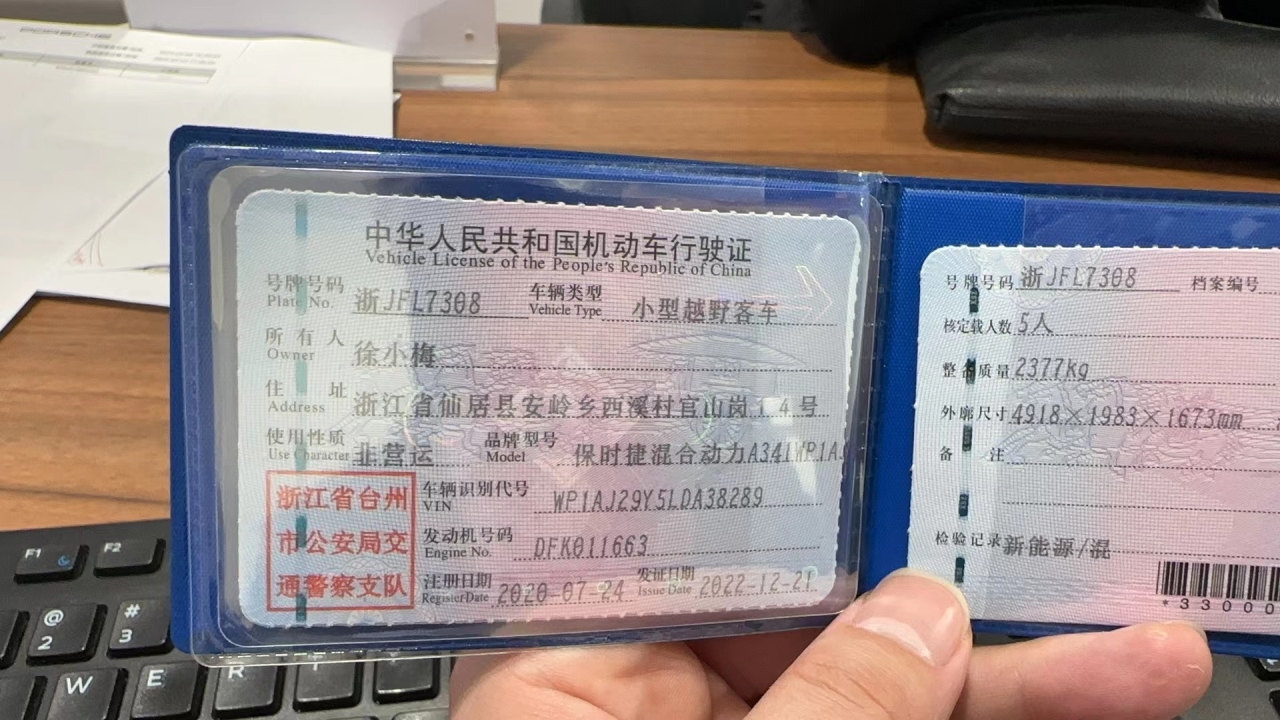 PORSCHE
中华人民共和国机动车行驶证
Vehicle License of the People's Republic of China
号牌号码 浙JFL7308 车辆类型 小型越野客车
Plate No. Vehicle Type
所有人 徐小梅
Owner
住址 浙江省仙居县安岭乡西溪村官山岗14号
Address
使用性质 非营运 品牌型号 保时捷混合动力A341WP1A
Use Character Model
浙江省台州
市公安局交
通警察支队
车辆识别代号 WP1AJ29Y5LDA38289
VIN
发动机号码 DFK011663
Engine No.
注册日期 2020-07-24 发证日期 2022-12-21
Register Date Issue Date
号牌号码 浙JFL7308 档案编号
核定载人数 5人
整备质量 2377kg
外廓尺寸 4918×1983×1673mm
备注
检验记录 新能源/混
*33000
F1 F2
@ 2 # 3
W E R T